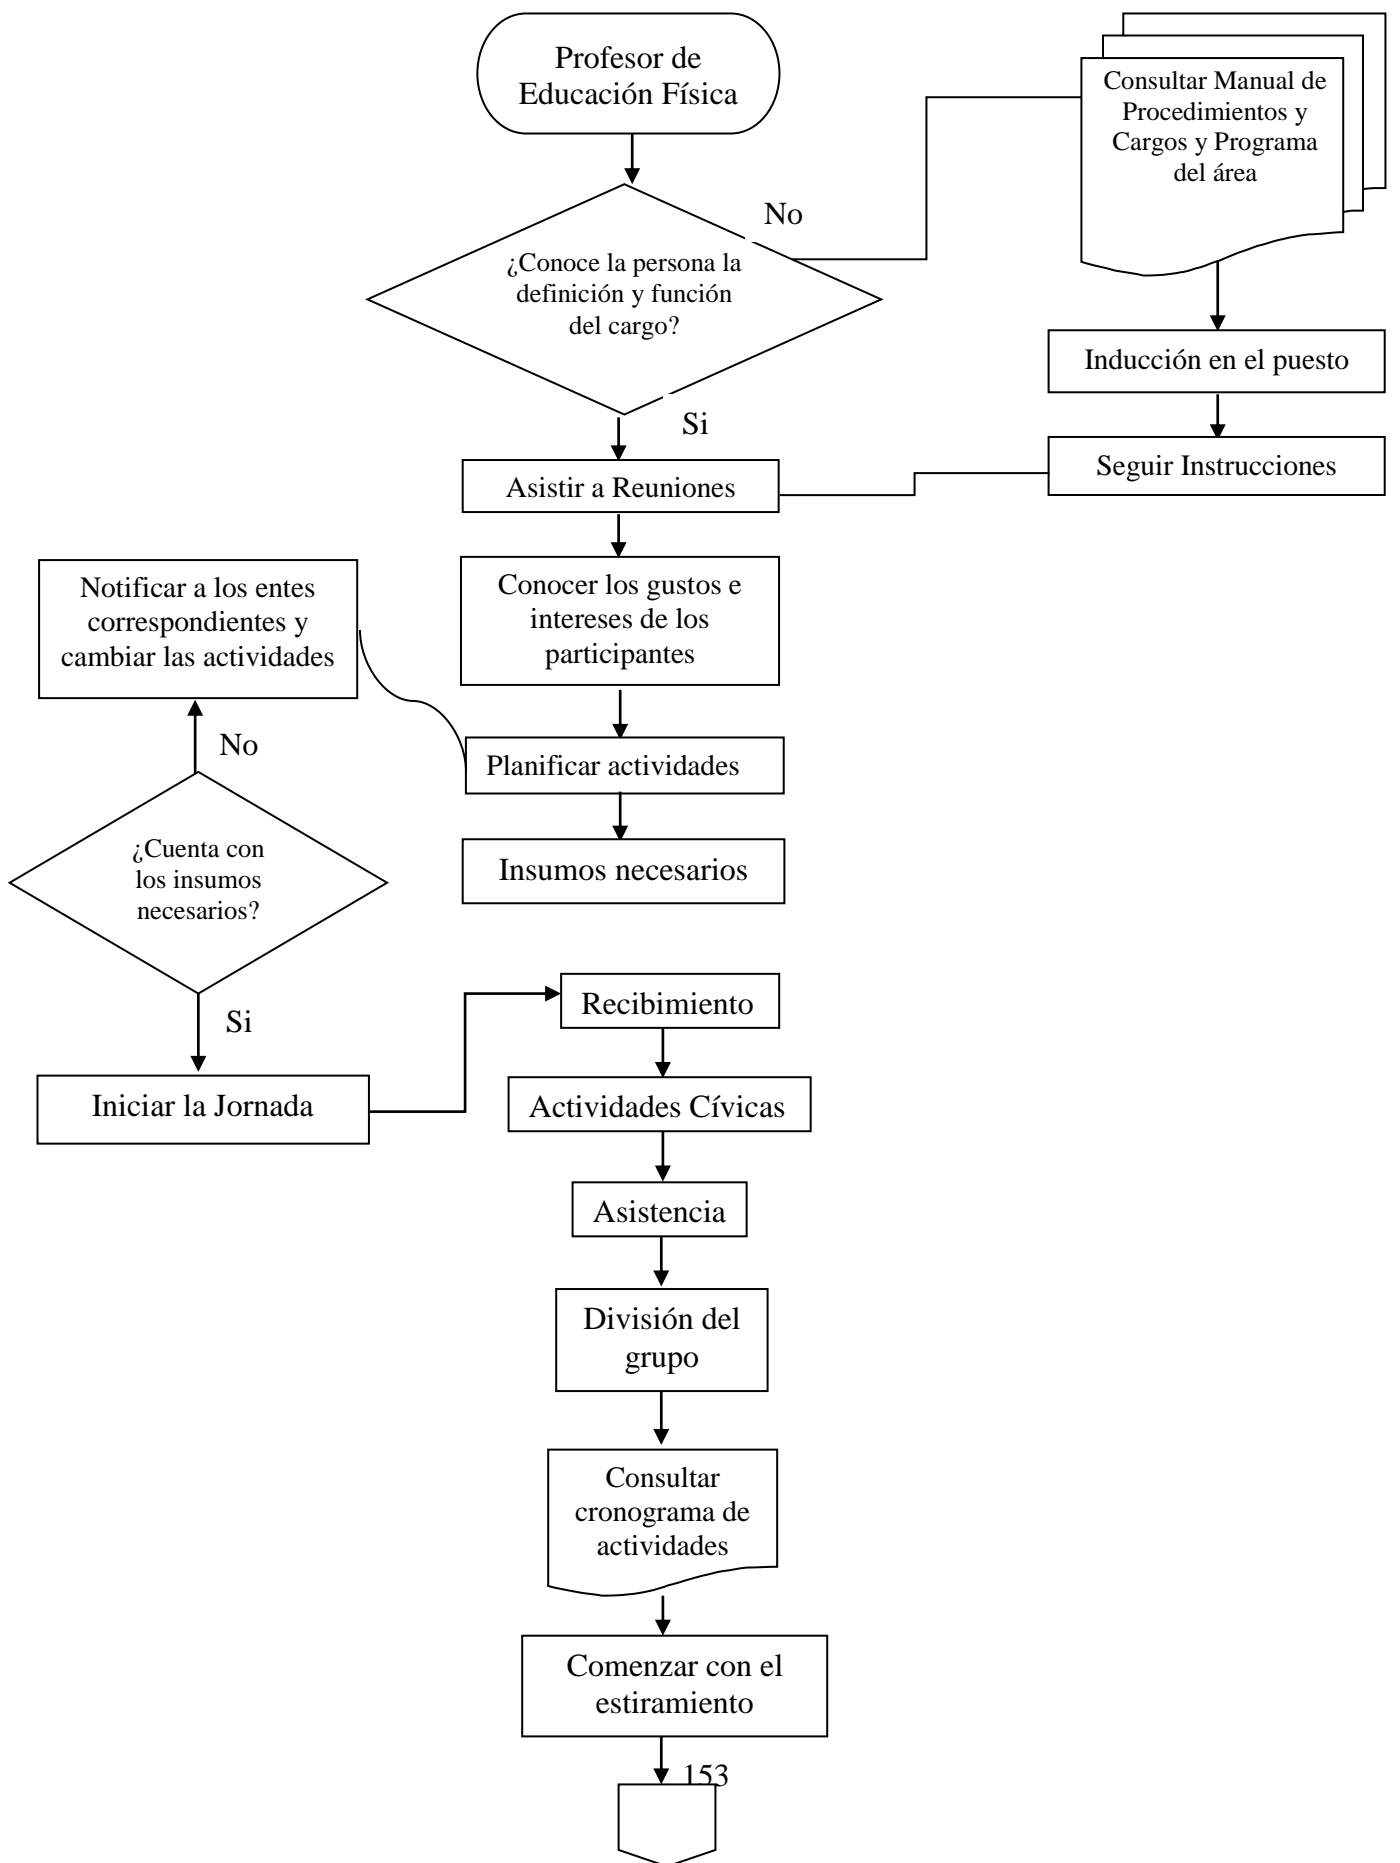 Profesor de
Educación Física
Consultar Manual de
Procedimientos y
Cargos y Programa
del área
No
¿Conoce la persona la
definición y función
del cargo?
Inducción en el puesto
Si
Seguir Instrucciones
Asistir a Reuniones
Notificar a los entes
correspondientes y
cambiar las actividades
Conocer los gustos e
intereses de los
participantes
No
Planificar actividades
¿Cuenta con
los insumos
necesarios?
Insumos necesarios
Si
Recibimiento
Iniciar la Jornada
Actividades Cívicas
Asistencia
División del
grupo
Consultar
cronograma de
actividades
Comenzar con el
estiramiento
153